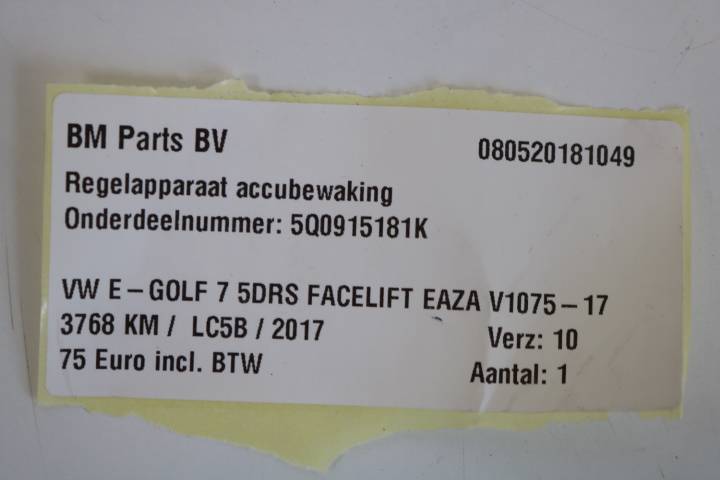 BM Parts BV 080520181049
Regelapparaat accubewaking
Onderdeelnummer: 5Q0915181K
VW E-GOLF 7 5DRS FACELIFT EAZA V1075-17
3768 KM / LC5B / 2017 Verz: 10
75 Euro incl. BTW Aantal: 1